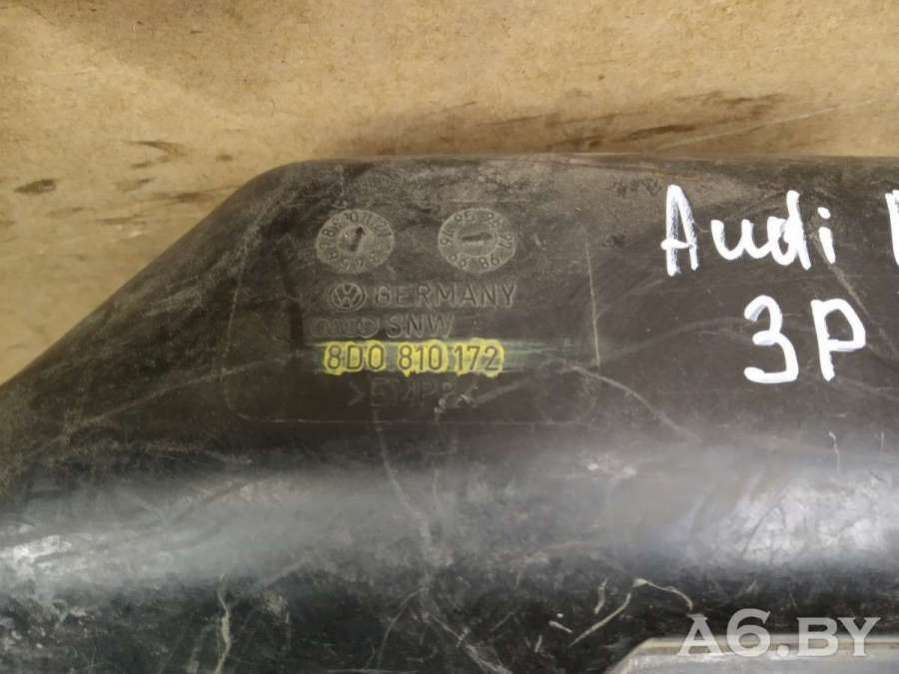 GERMANY
SNW
8D0 810 172
Audi
3P
A6.BY